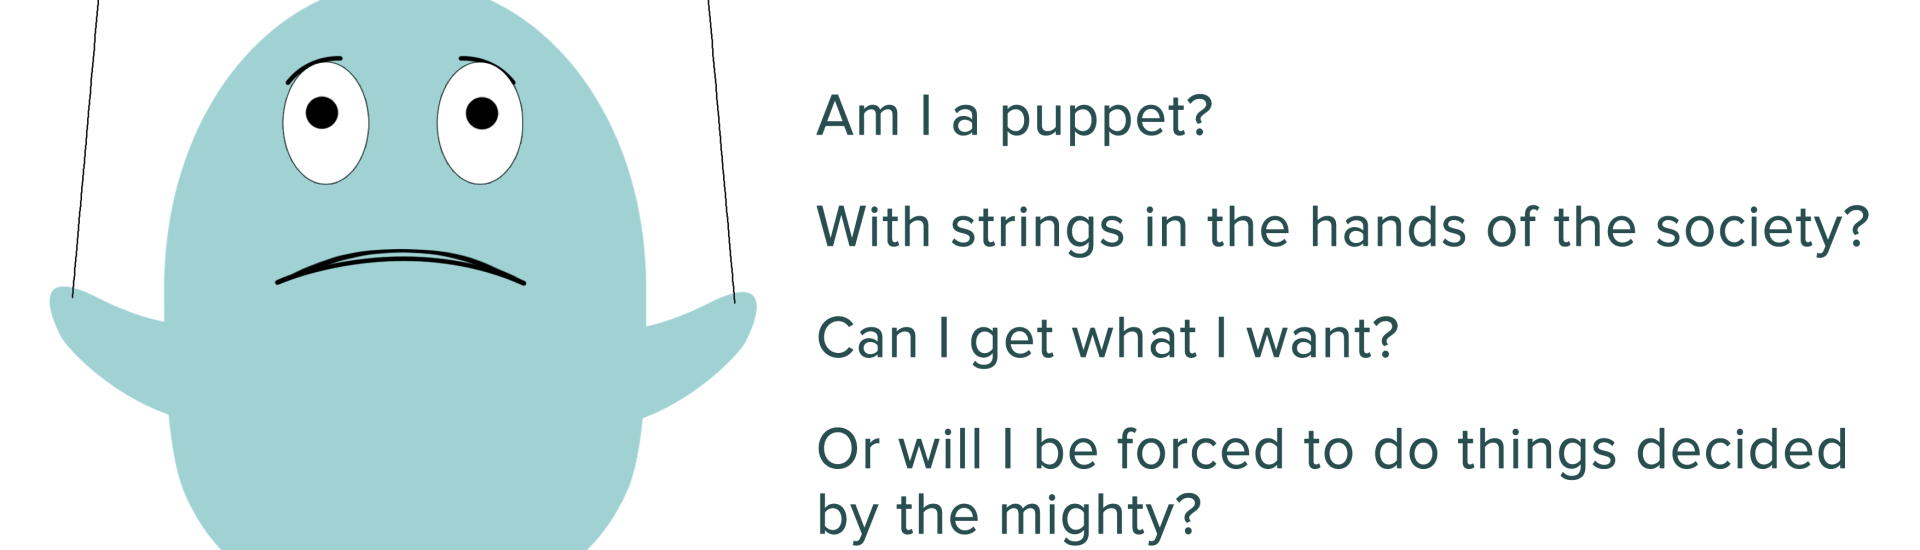 Am I a puppet?
With strings in the hands of the society?
Can I get what I want?
Or will I be forced to do things decided
by the mighty?